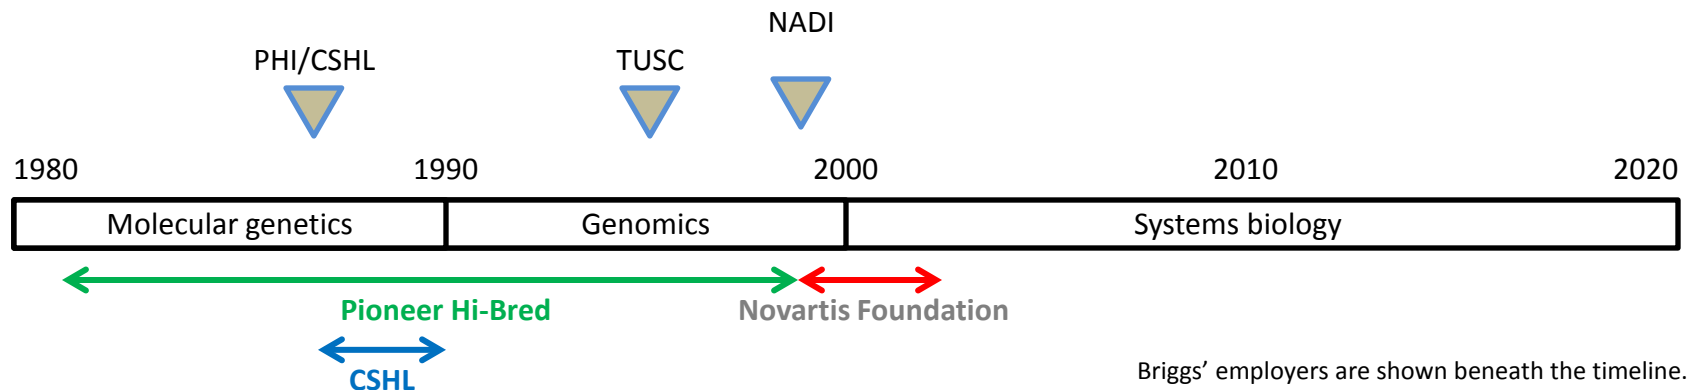 NADI
PHI/CSHL
TUSC
1980
1990
2000
2010
2020
Molecular genetics
Genomics
Systems biology
Pioneer Hi-Bred
Novartis Foundation
CSHL
Briggs’ employers are shown beneath the timeline.